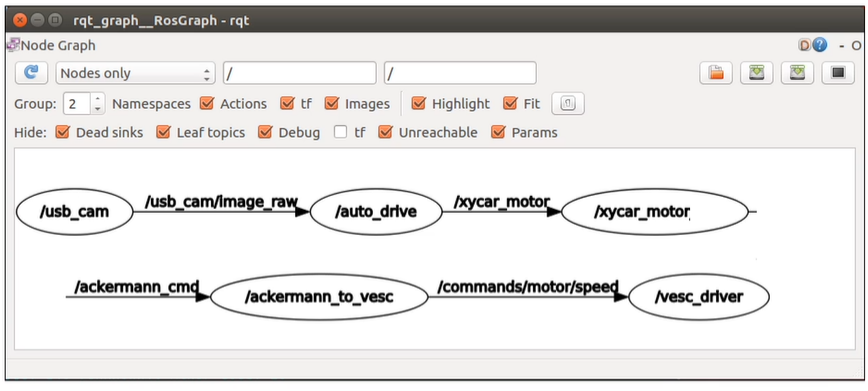 rqt_graph__RosGraph - rqt
Node Graph
D ? - O
Nodes only / /
Group: 2 Namespaces Actions tf Images Highlight Fit
Hide: Dead sinks Leaf topics Debug tf Unreachable Params
/usb_cam /usb_cam/image_raw /auto_drive /xycar_motor /xycar_motor
/ackermann_cmd /ackermann_to_vesc /commands/motor/speed /vesc_driver